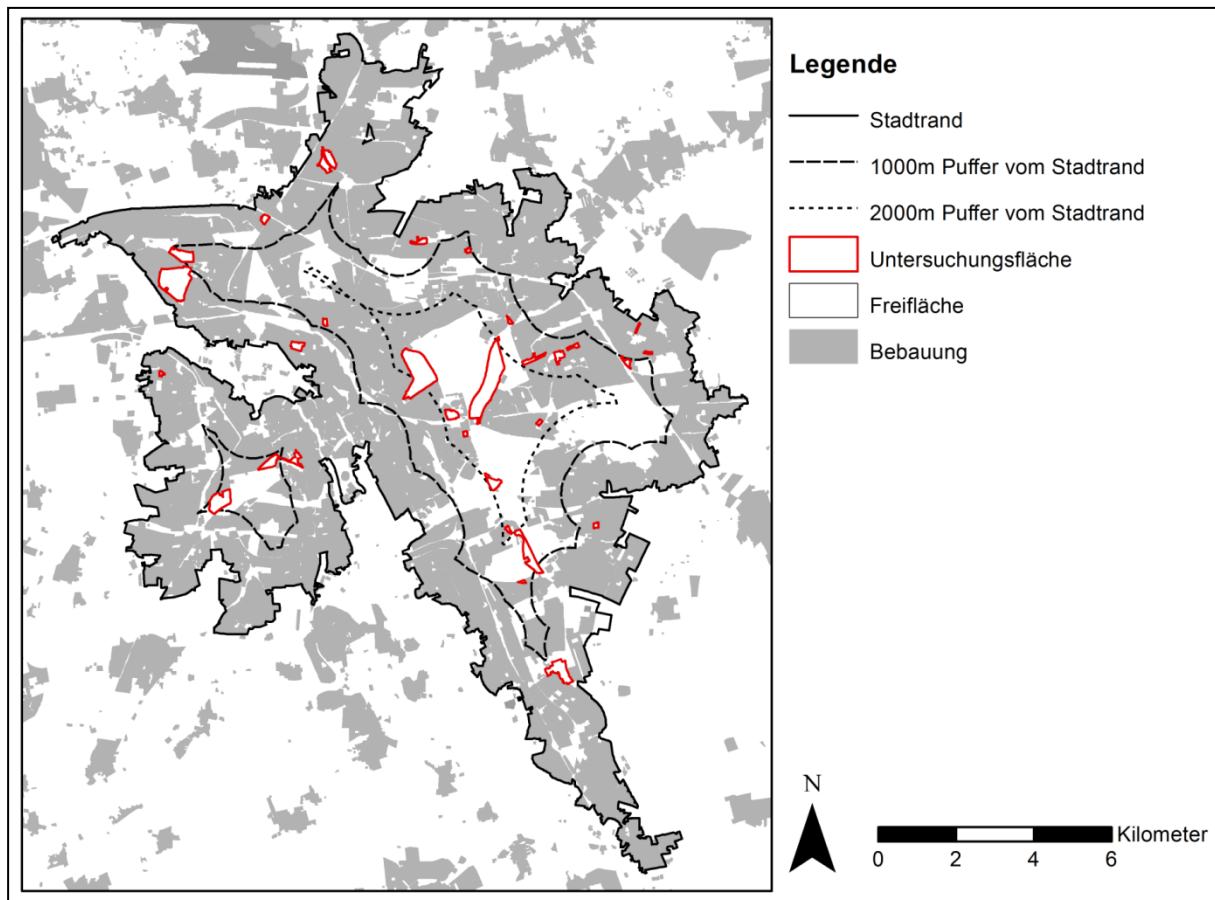 Legende
Stadtrand
1000m Puffer vom Stadtrand
2000m Puffer vom Stadtrand
Untersuchungsfläche
Freifläche
Bebauung
N
Kilometer
0 2 4 6